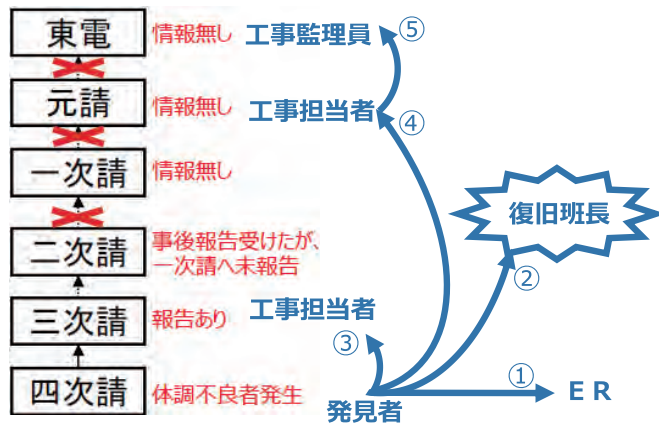 東電
情報無し
工事監理員
⑤
元請
情報無し
工事担当者
④
一次請
情報無し
復旧班長
二次請
事後報告受けたが、
一次請へ未報告
②
三次請
報告あり
工事担当者
③
四次請
体調不良者発生
発見者
①
ER